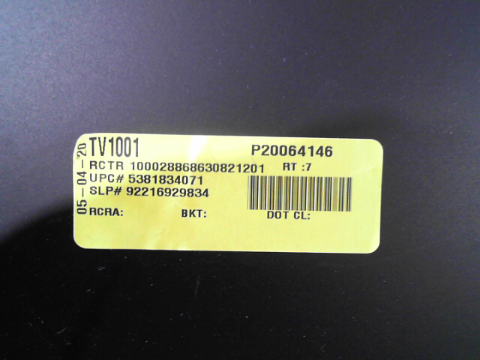 05-04-20
TV1001 P20064146
RCTR 100028868630821201 RT :7
UPC# 5381834071
SLP# 92216929834
RCRA: BKT: DOT CL: